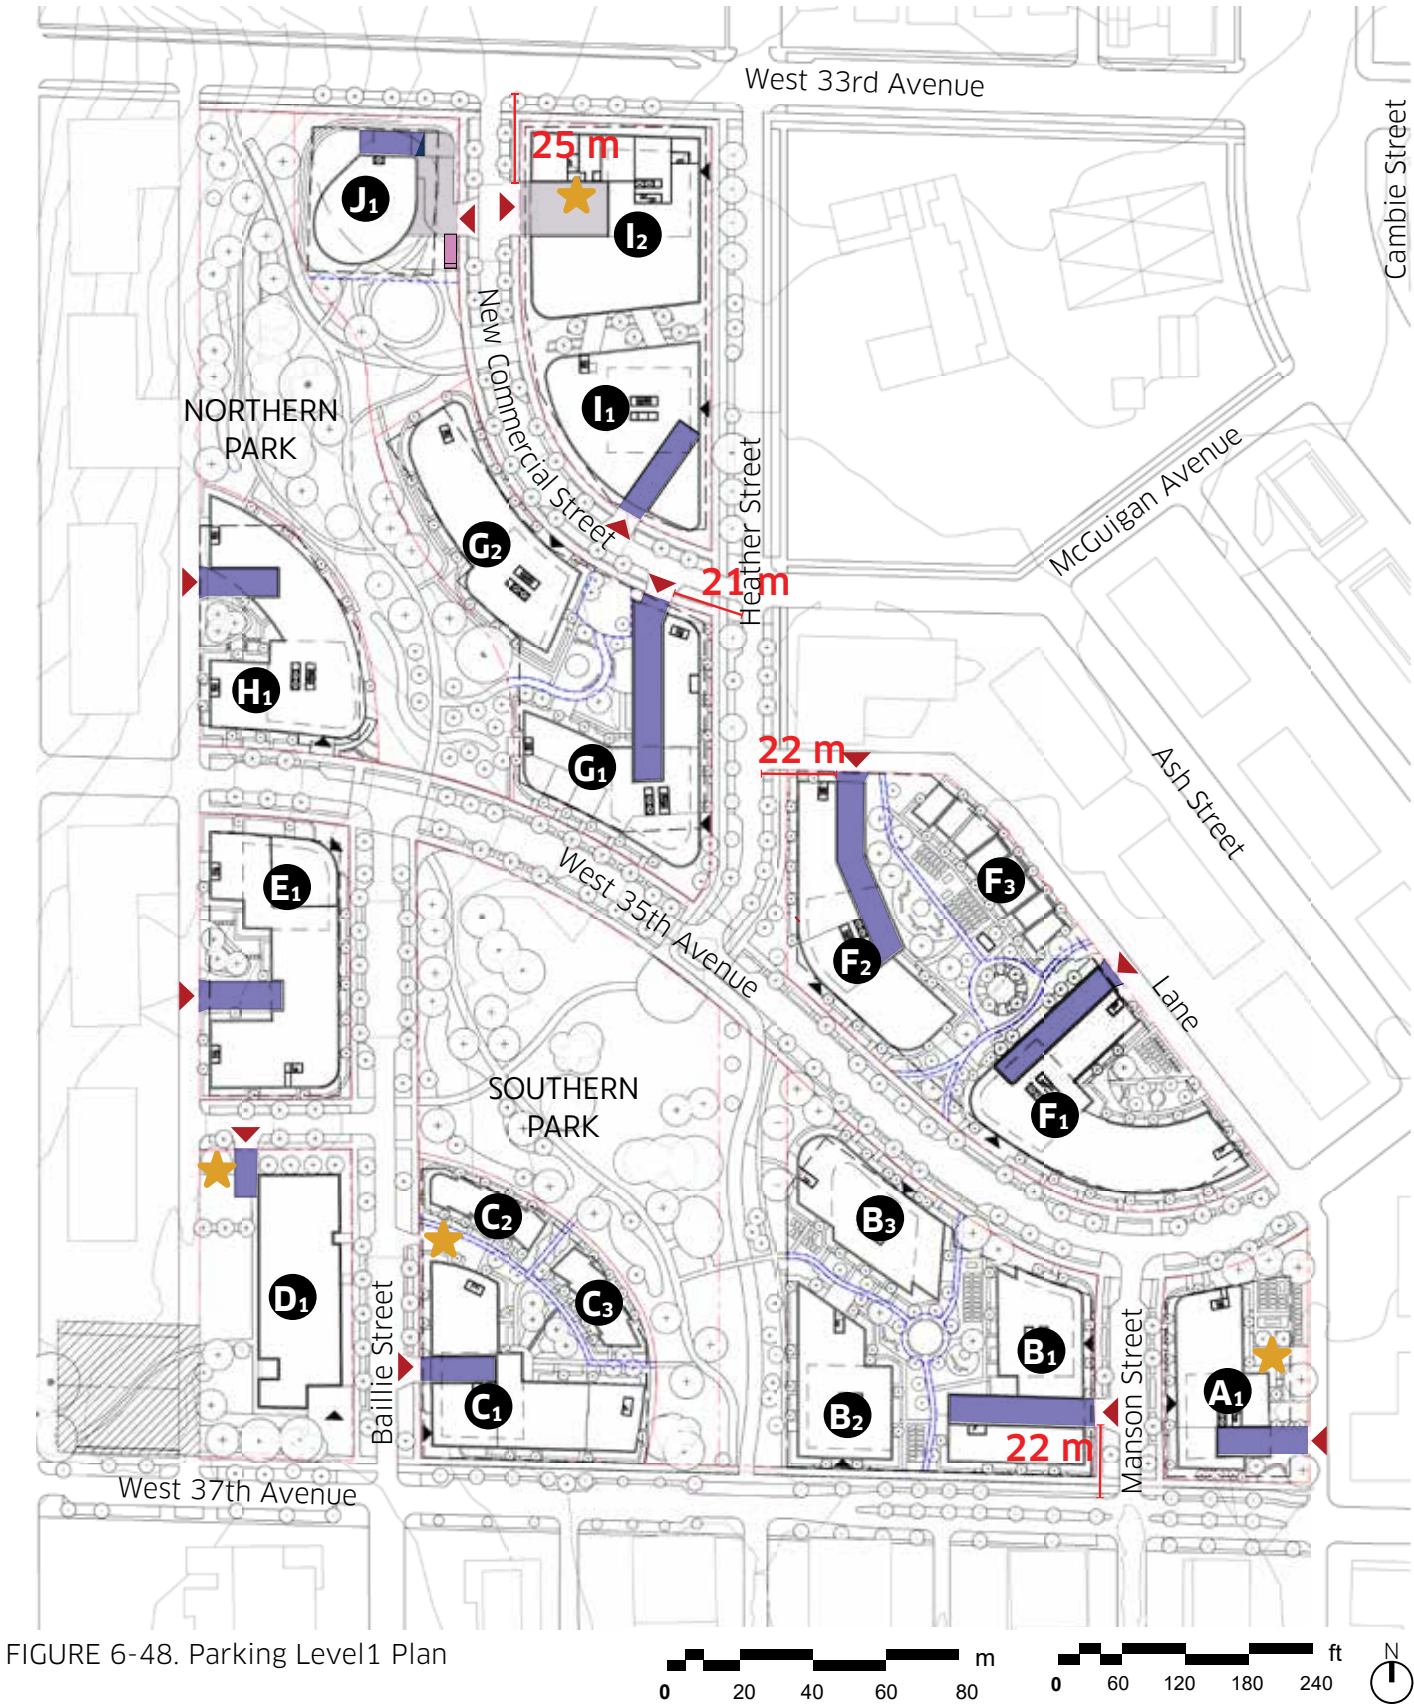 West 33rd Avenue
Cambie Street
25 m
J1
I2
New Commercial Street
NORTHERN
PARK
I1
Heather Street
McGuigan Avenue
G2
21 m
H1
22 m
G1
Ash Street
E1
West 35th Avenue
F3
F2
Lane
SOUTHERN
PARK
F1
C2
B3
D1
C3
Baillie Street
B1
Manson Street
C1
B2
A1
22 m
West 37th Avenue
FIGURE 6-48. Parking Level1 Plan
m
0 20 40 60 80
ft
0 60 120 180 240
N